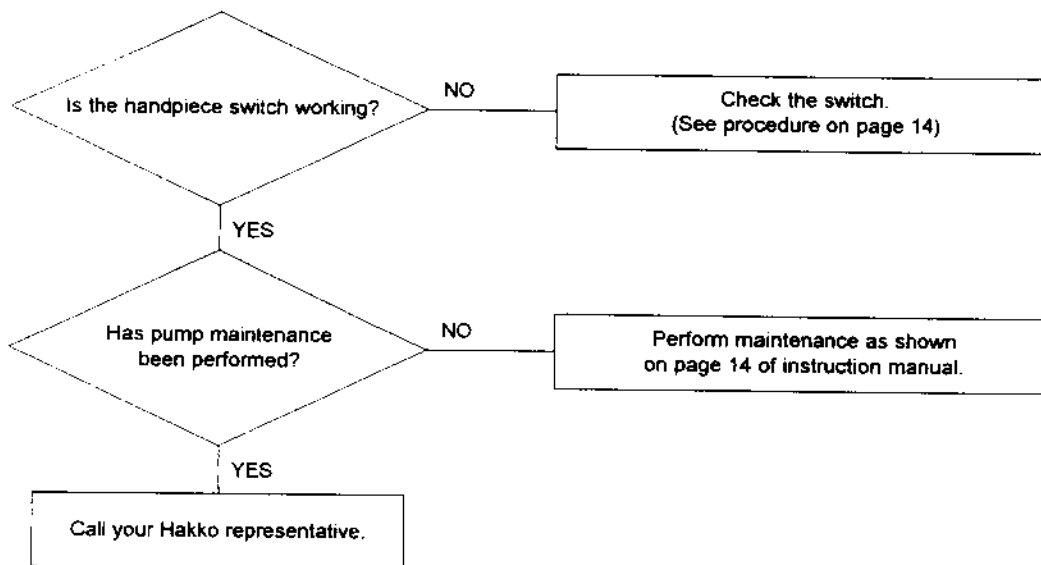 Is the handpiece switch working?
NO
Check the switch.
(See procedure on page 14)
YES
Has pump maintenance
been performed?
NO
Perform maintenance as shown
on page 14 of instruction manual.
YES
Call your Hakko representative.